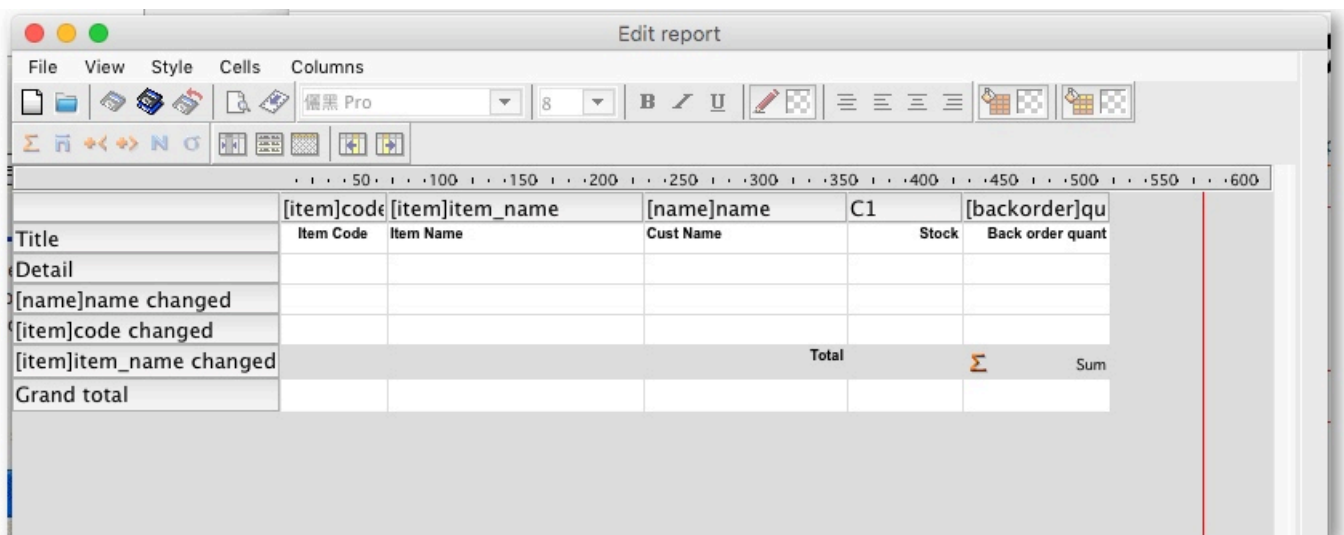 Edit report
File View Style Cells Columns
儷黑 Pro 8 B I U
Σ n N σ
50 100 150 200 250 300 350 400 450 500 550 600
[item]code [item]item_name [name]name C1 [backorder]qu
Title Item Code Item Name Cust Name Stock Back order quant
Detail
[name]name changed
[item]code changed
[item]item_name changed Total Σ Sum
Grand total